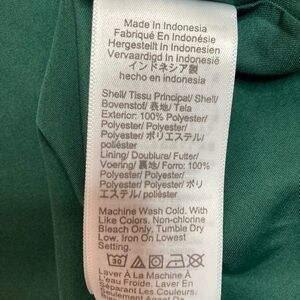 Made In Indonesia
Fabriqué En Indonésie
Hergestellt In Indonesien
Vervaardigd In Indonesië
インドネシア製
hecho en indonesia
Shell/ Tissu Principal/ Shell/
Bovenstof/ 表地/ Tela
Exterior: 100% Polyester/
Polyester/ Polyester/
Polyester/ ポリエステル/
poliéster
Lining/ Doublure/ Futter/
Voering/ 裏地/ Forro: 100%
Polyester/ Polyester/
Polyester/ Polyester/ ポリ
エステル/ poliéster
Machine Wash Cold. With
Like Colors. Non-chlorine
Bleach Only. Tumble Dry
Low. Iron On Lowest
Setting.
30
Laver À La Machine À
L'eau Froide. Laver En
Séparant Les Couleurs.